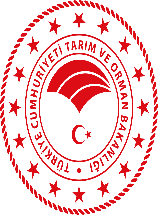 TÜRKİYE CUMHURİYETİ TARIM VE ORMAN BAKANLIĞI